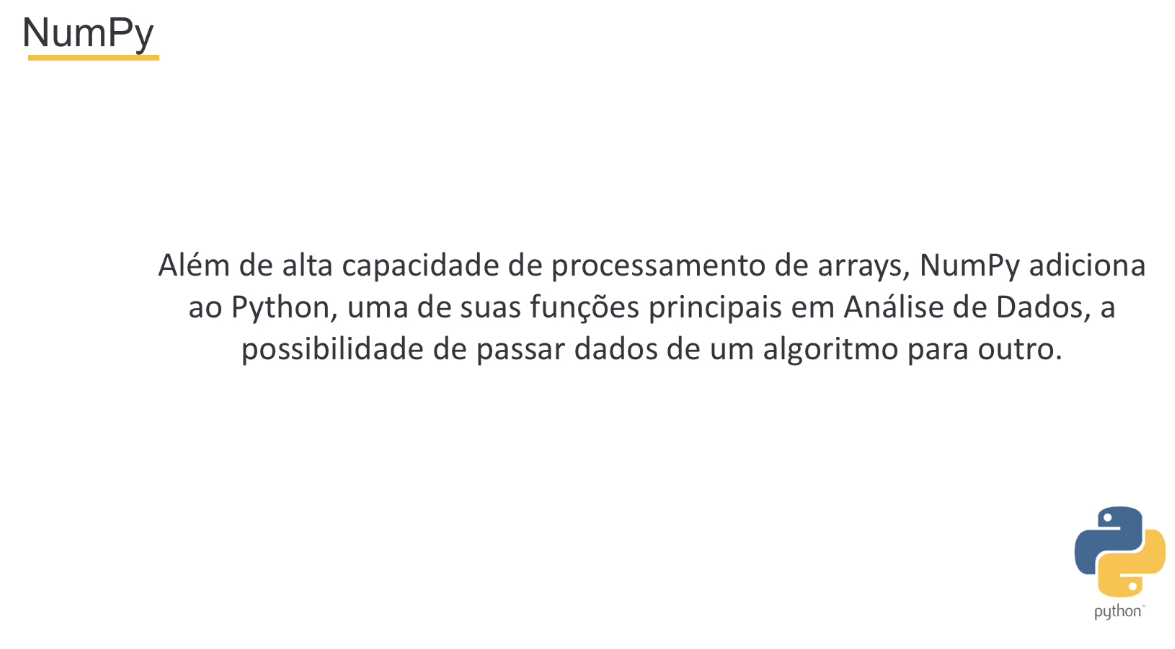 NumPy
Além de alta capacidade de processamento de arrays, NumPy adiciona
ao Python, uma de suas funções principais em Análise de Dados, a
possibilidade de passar dados de um algoritmo para outro.
python™